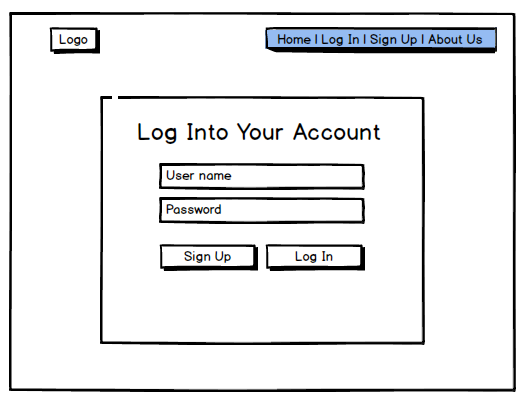 Logo
Home | Log In | Sign Up | About Us
Log Into Your Account
User name
Password
Sign Up
Log In